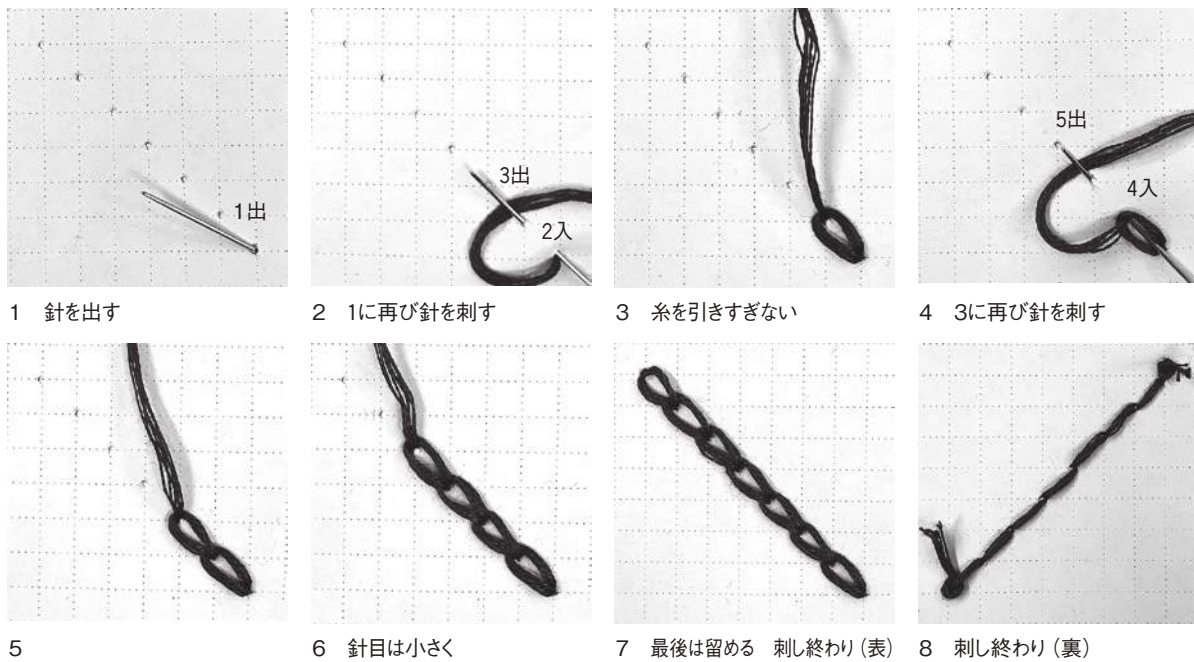 1出
3出
2入
5出
4入
1 針を出す
2 1に再び針を刺す
3 糸を引きすぎない
4 3に再び針を刺す
5
6 針目は小さく
7 最後は留める 刺し終わり(表)
8 刺し終わり(裏)